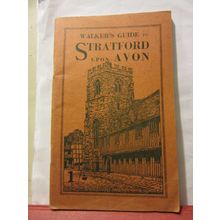 WALKER'S GUIDE TO
STRATFORD
UPON AVON